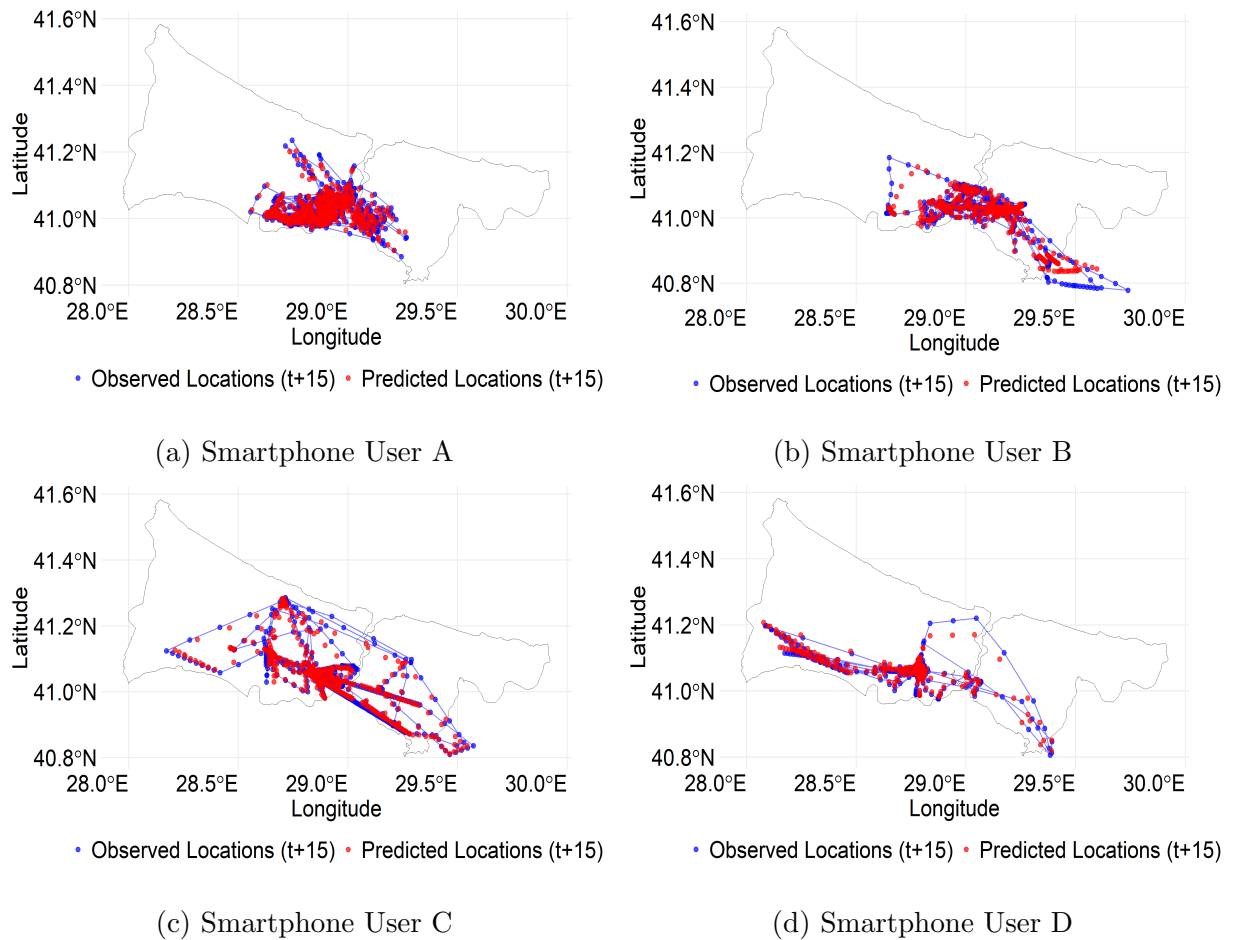 41.6°N
41.4°N
41.2°N
41.0°N
40.8°N
Latitude
28.0°E 28.5°E 29.0°E 29.5°E 30.0°E
Longitude
Observed Locations (t+15) Predicted Locations (t+15)
(a) Smartphone User A
41.6°N
41.4°N
41.2°N
41.0°N
40.8°N
Latitude
28.0°E 28.5°E 29.0°E 29.5°E 30.0°E
Longitude
Observed Locations (t+15) Predicted Locations (t+15)
(b) Smartphone User B
41.6°N
41.4°N
41.2°N
41.0°N
40.8°N
Latitude
28.0°E 28.5°E 29.0°E 29.5°E 30.0°E
Longitude
Observed Locations (t+15) Predicted Locations (t+15)
(c) Smartphone User C
41.6°N
41.4°N
41.2°N
41.0°N
40.8°N
Latitude
28.0°E 28.5°E 29.0°E 29.5°E 30.0°E
Longitude
Observed Locations (t+15) Predicted Locations (t+15)
(d) Smartphone User D